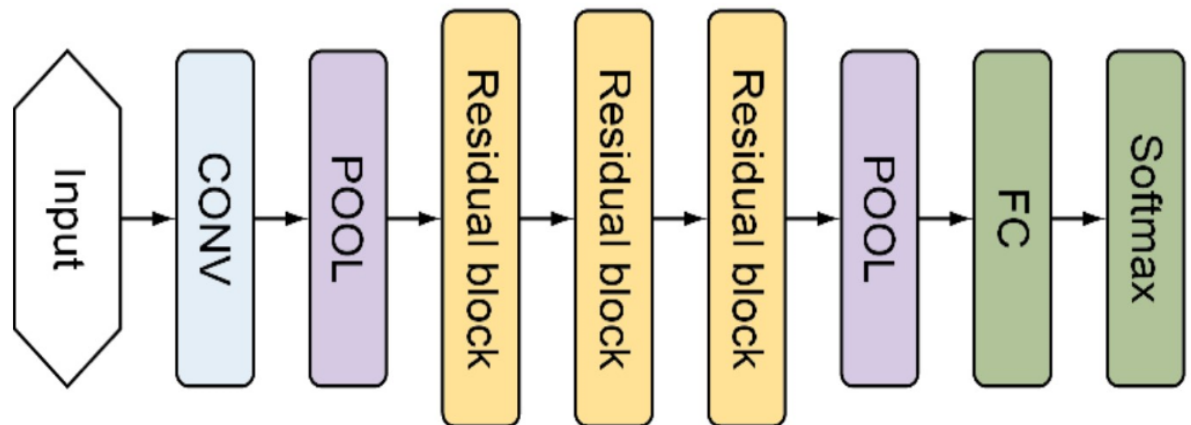 Input
CONV
POOL
Residual block
Residual block
Residual block
POOL
FC
Softmax